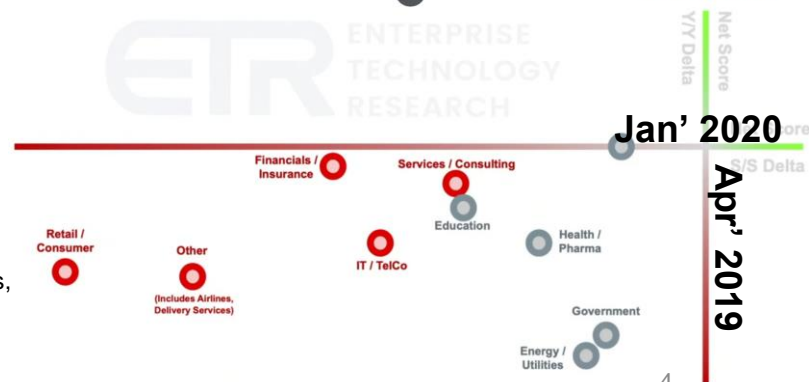 ETR
ENTERPRISE
TECHNOLOGY
RESEARCH
Net Score
Y/Y Delta
Jan’ 2020
ore
S/S Delta
Apr’ 2019
Financials /
Insurance
Services / Consulting
Education
Retail /
Consumer
Other
(Includes Airlines,
Delivery Services)
IT / TelCo
Health /
Pharma
Government
Energy /
Utilities
s,